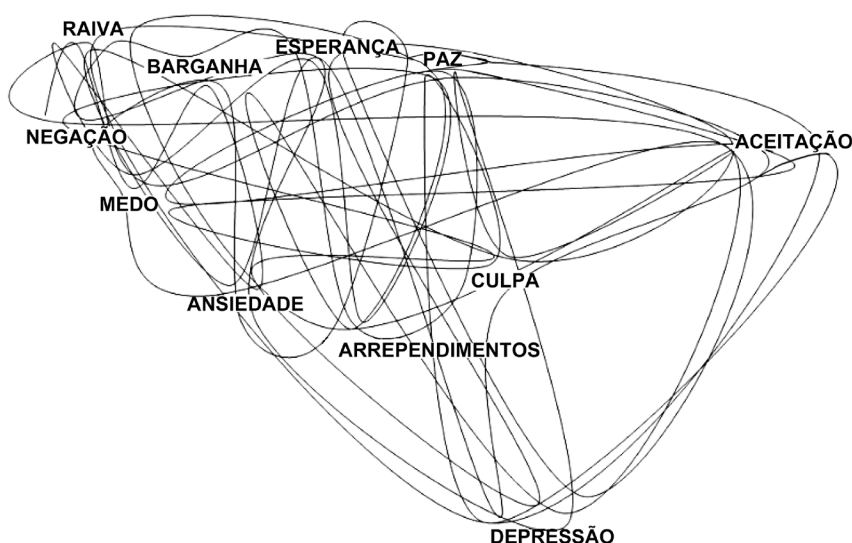 RAIVA
ESPERANÇA
PAZ
BARGANHA
NEGAÇÃO
ACEITAÇÃO
MEDO
CULPA
ANSIEDADE
ARREPENDIMENTOS
DEPRESSÃO